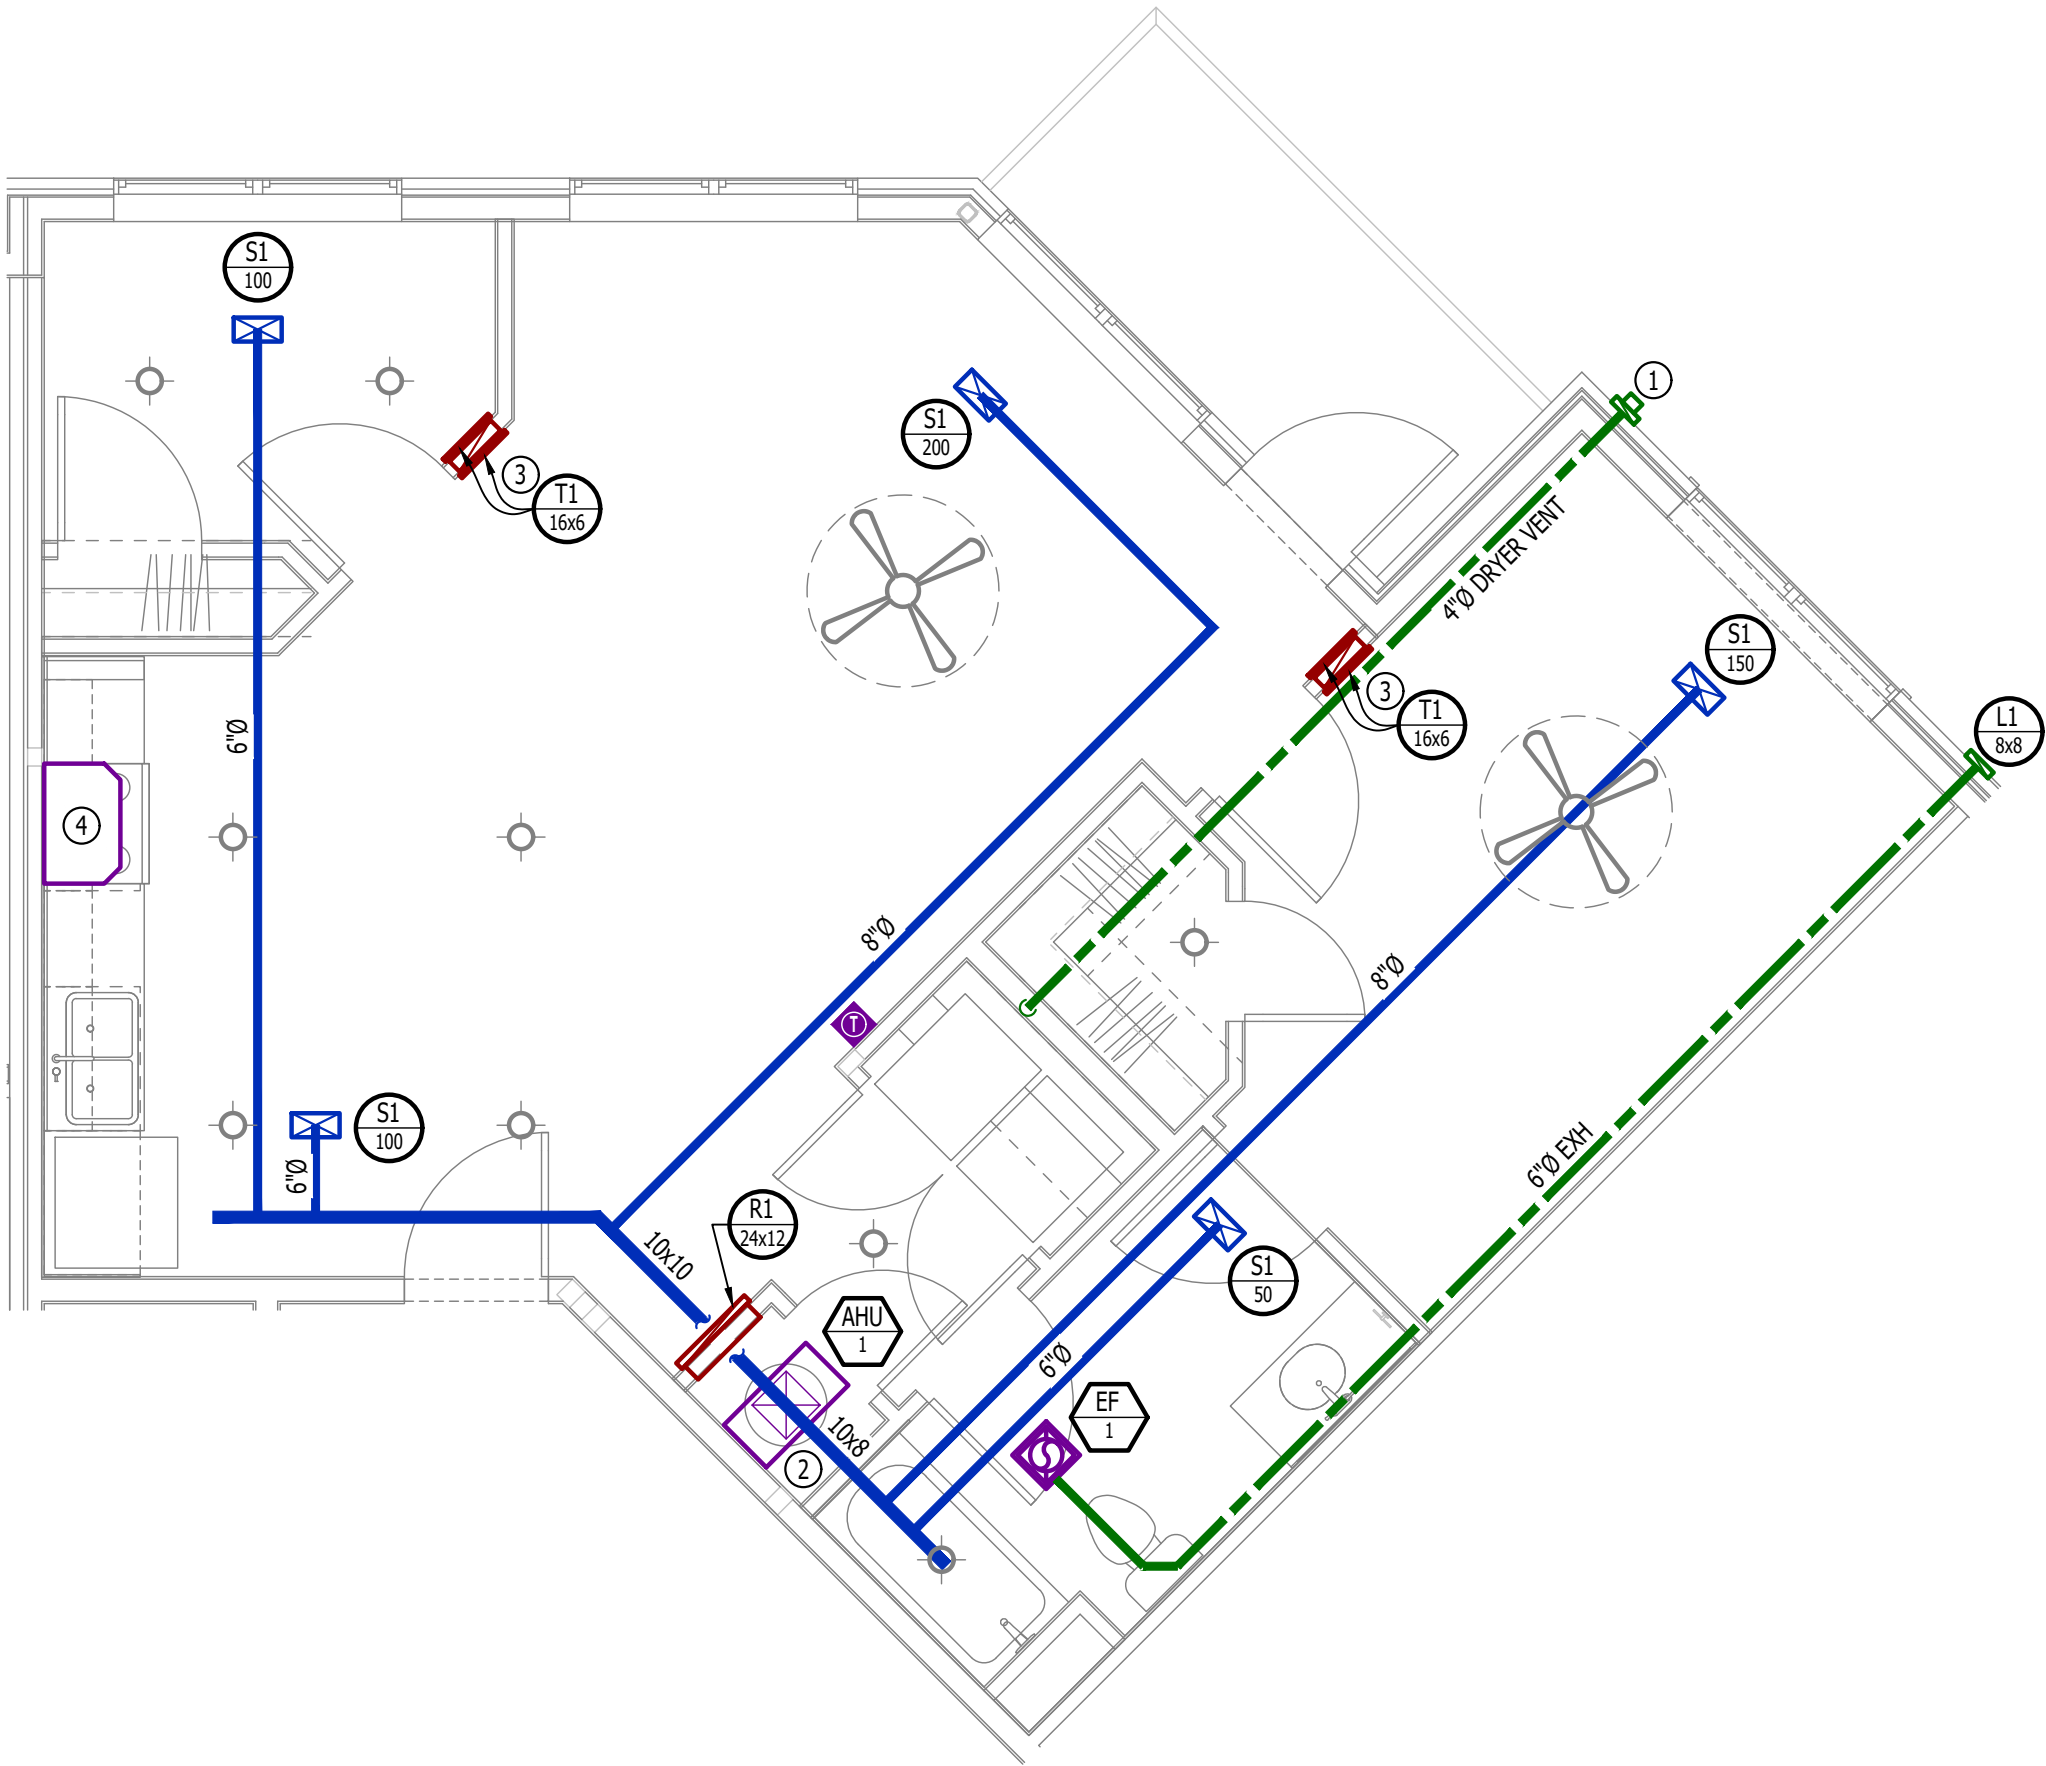 S1
100
1
S1
200
3
T1
16x6
4"Ø DRYER VENT
S1
150
3
T1
16x6
L1
8x8
6"Ø
4
8"Ø
8"Ø
T
S1
100
6"Ø
6"Ø EXH
R1
24x12
10x10
S1
50
AHU
1
6"Ø
EF
1
10x8
2